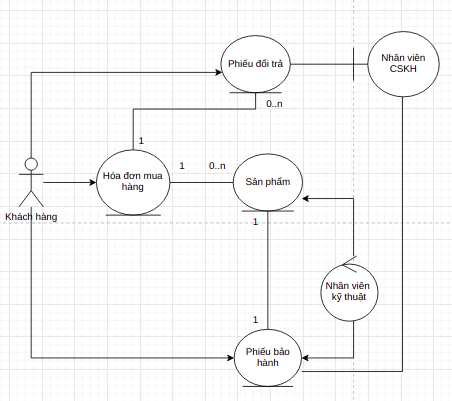 Phiếu đổi trả
Nhân viên
CSKH
0..n
1
1
0..n
Hóa đơn mua
hàng
Sản phẩm
Khách hàng
1
Nhân viên
kỹ thuật
1
Phiếu bảo
hành